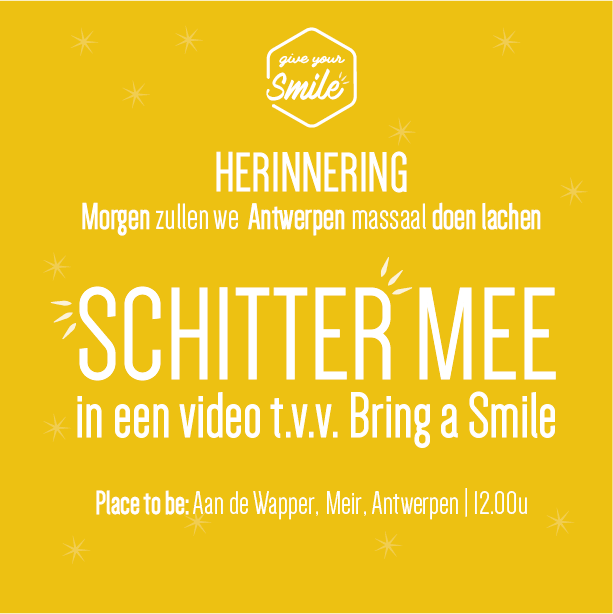 give your
Smile
HERINNERING
Morgen zullen we Antwerpen massaal doen lachen
SCHITTER MEE
in een video t.v.v. Bring a Smile
Place to be: Aan de Wapper, Meir, Antwerpen | 12.00u